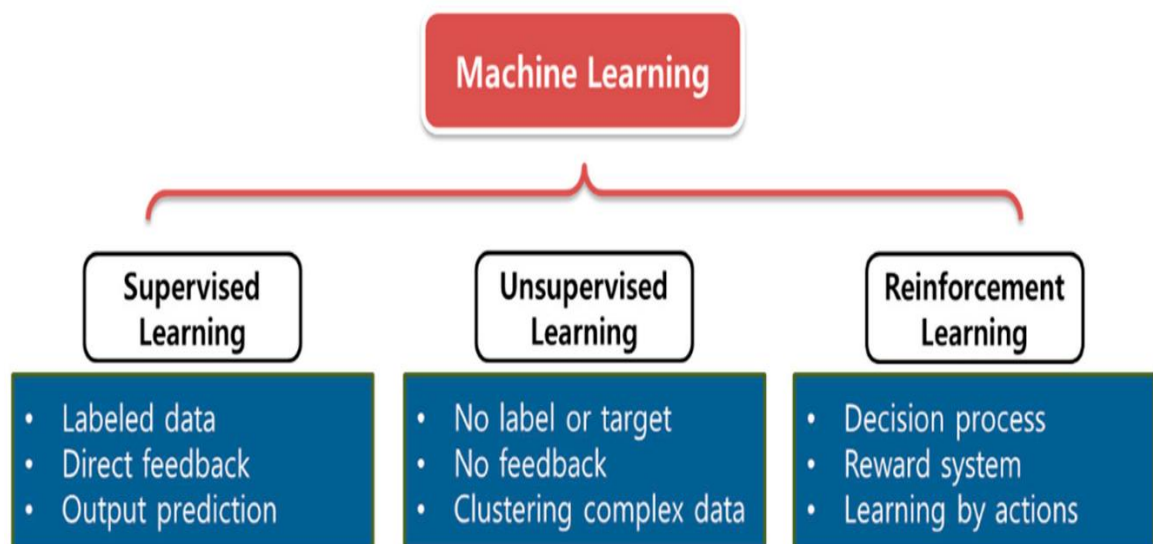 Machine Learning
Supervised
Learning
• Labeled data
• Direct feedback
• Output prediction
Unsupervised
Learning
• No label or target
• No feedback
• Clustering complex data
Reinforcement
Learning
• Decision process
• Reward system
• Learning by actions